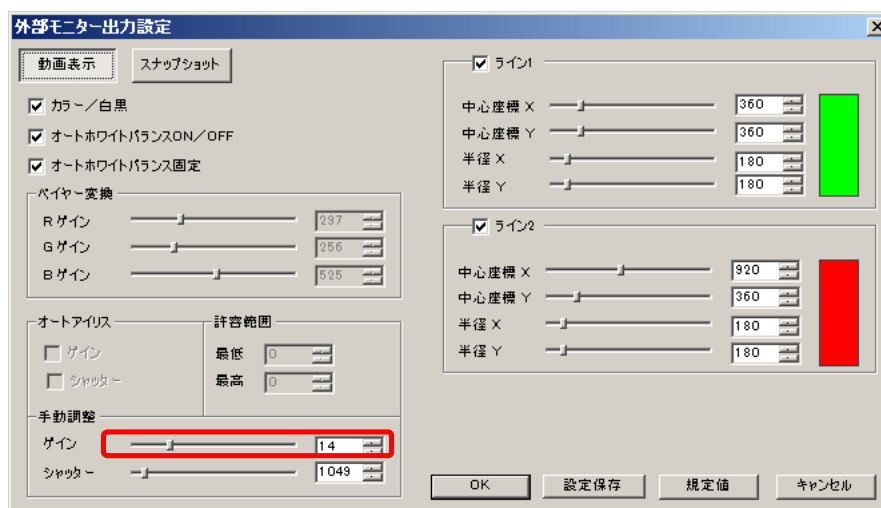 外部モニター出力設定
動画表示 スナップショット
カラー／白黒
オートホワイトバランスON／OFF
オートホワイトバランス固定
ベイヤー変換
Rゲイン 297
Gゲイン 256
Bゲイン 525
オートアイリス
ゲイン
シャッター
許容範囲
最低 0
最高 0
手動調整
ゲイン 14
シャッター 1049
ライン1
中心座標 X 360
中心座標 Y 360
半径 X 180
半径 Y 180
ライン2
中心座標 X 920
中心座標 Y 360
半径 X 180
半径 Y 180
OK 設定保存 規定値 キャンセル